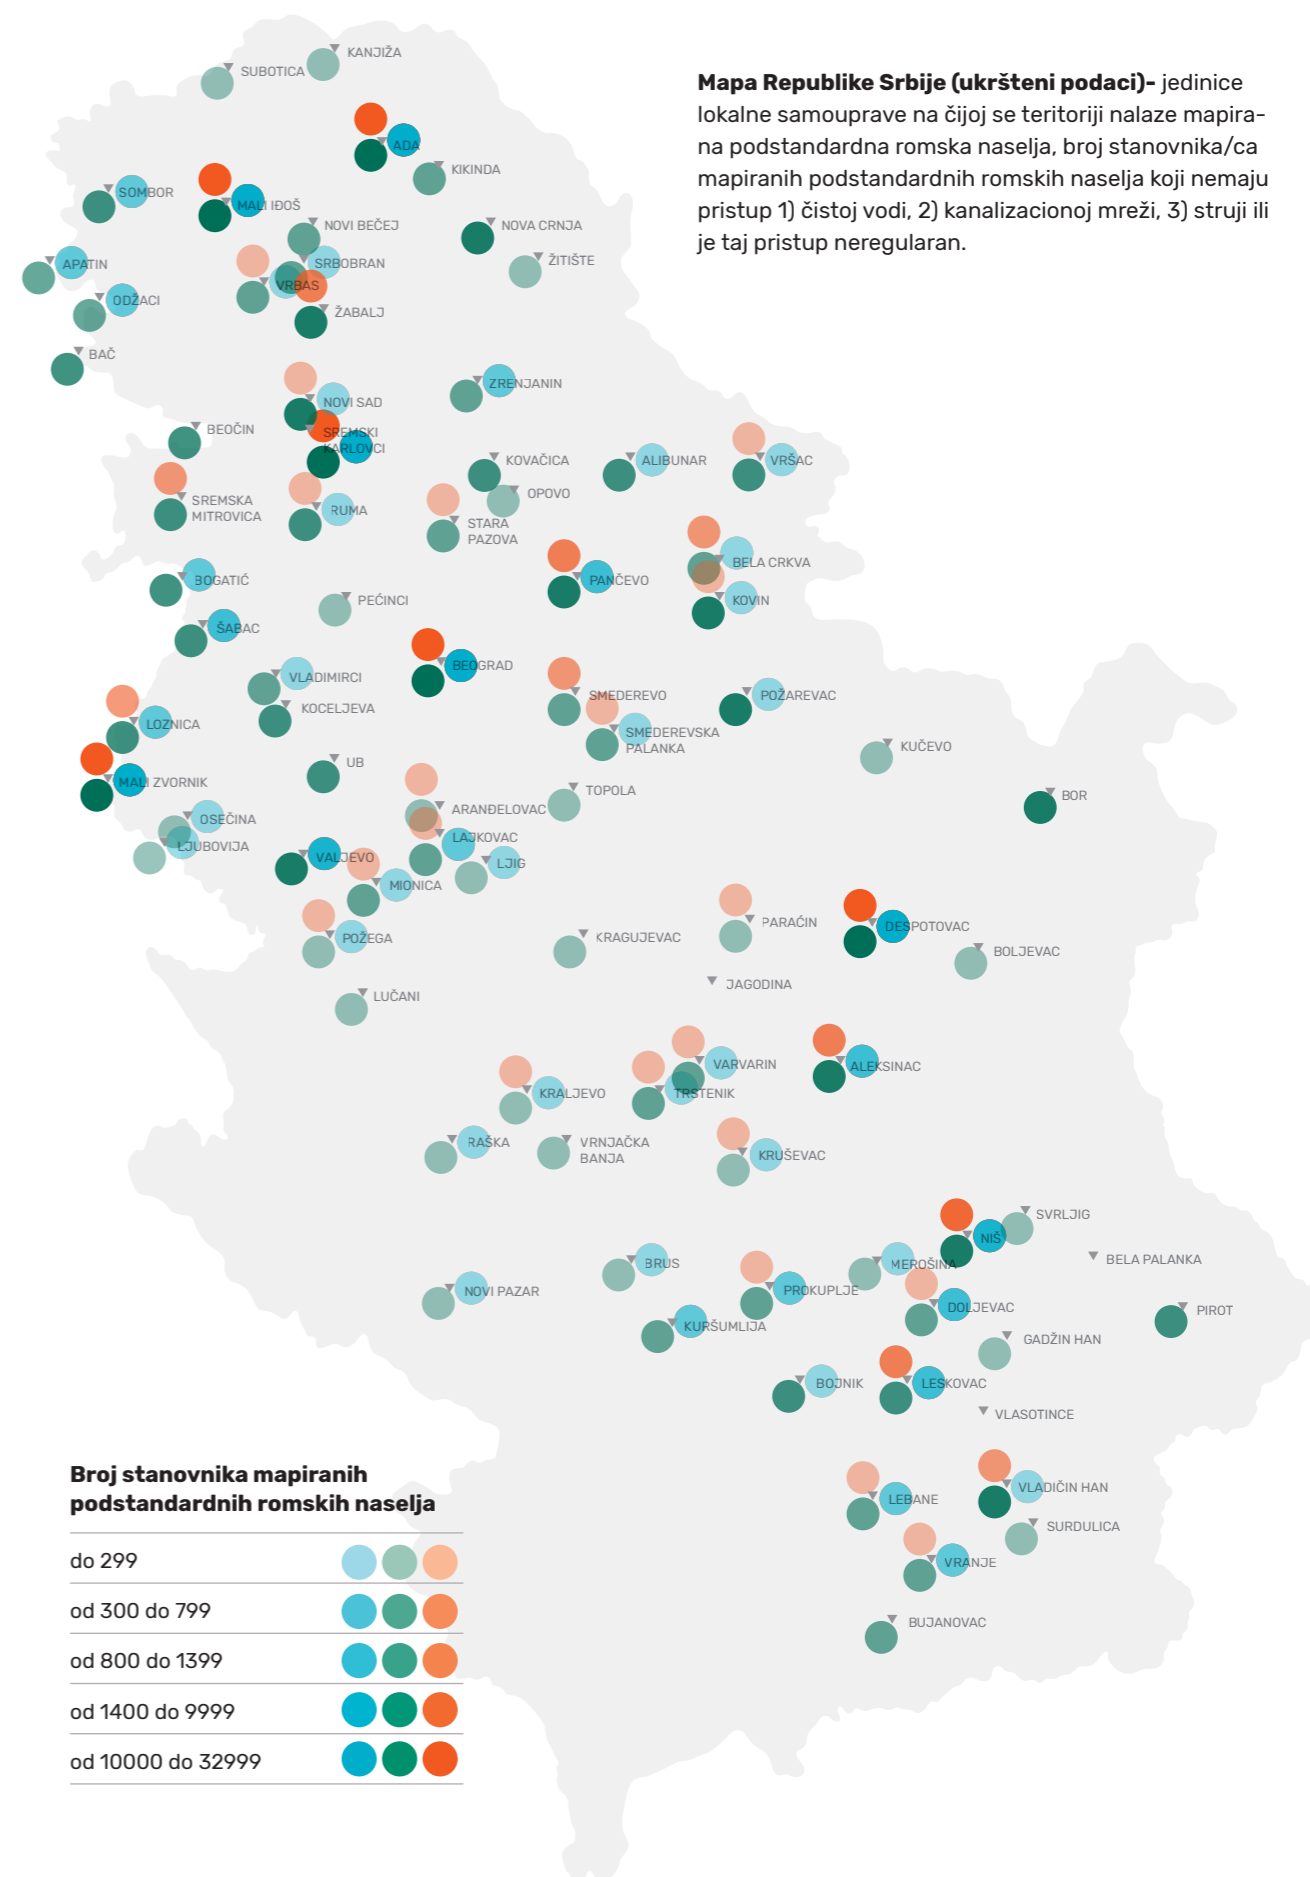 Mapa Republike Srbije (ukršteni podaci)- jedinice
lokalne samouprave na čijoj se teritoriji nalaze mapira-
na podstandardna romska naselja, broj stanovnika/ca
mapiranih podstandardnih romskih naselja koji nemaju
pristup 1) čistoj vodi, 2) kanalizacionoj mreži, 3) struji ili
je taj pristup neregularan.
KANJIŽA
SUBOTICA
ADA
KIKINDA
SOMBOR
MALI IĐOŠ
NOVI BEČEJ
NOVA CRNJA
ŽITIŠTE
APATIN
SRBOBRAN
VRBAS
ODŽACI
ŽABALJ
BAČ
ZRENJANIN
NOVI SAD
BEOČIN
SREMSKI
KARLOVCI
KOVAČICA
ALIBUNAR
VRŠAC
OPOVO
SREMSKA
MITROVICA
RUMA
STARA
PAZOVA
BELA CRKVA
BOGATIĆ
PANČEVO
PEĆINCI
KOVIN
ŠABAC
BEOGRAD
VLADIMIRCI
SMEDEREVO
POŽAREVAC
KOCELJEVA
LOZNICA
SMEDEREVSKA
PALANKA
KUČEVO
UB
MALI ZVORNIK
TOPOLA
BOR
ARANĐELOVAC
OSEČINA
LAJKOVAC
LJUBOVIJA
VALJEVO
LJIG
MIONICA
PARAĆIN
DESPOTOVAC
POŽEGA
KRAGUJEVAC
BOLJEVAC
JAGODINA
LUČANI
VARVARIN
ALEKSINAC
KRALJEVO
TRSTENIK
RAŠKA
VRNJAČKA
BANJA
KRUŠEVAC
SVRLJIG
NIŠ
BELA PALANKA
BRUS
MEROŠINA
NOVI PAZAR
PROKUPLJE
DOLJEVAC
PIROT
KURŠUMLIJA
GADŽIN HAN
BOJNIK
LESKOVAC
VLASOTINCE
VLADIČIN HAN
LEBANE
SURDULICA
VRANJE
BUJANOVAC
Broj stanovnika mapiranih
podstandardnih romskih naselja
do 299
od 300 do 799
od 800 do 1399
od 1400 do 9999
od 10000 do 32999